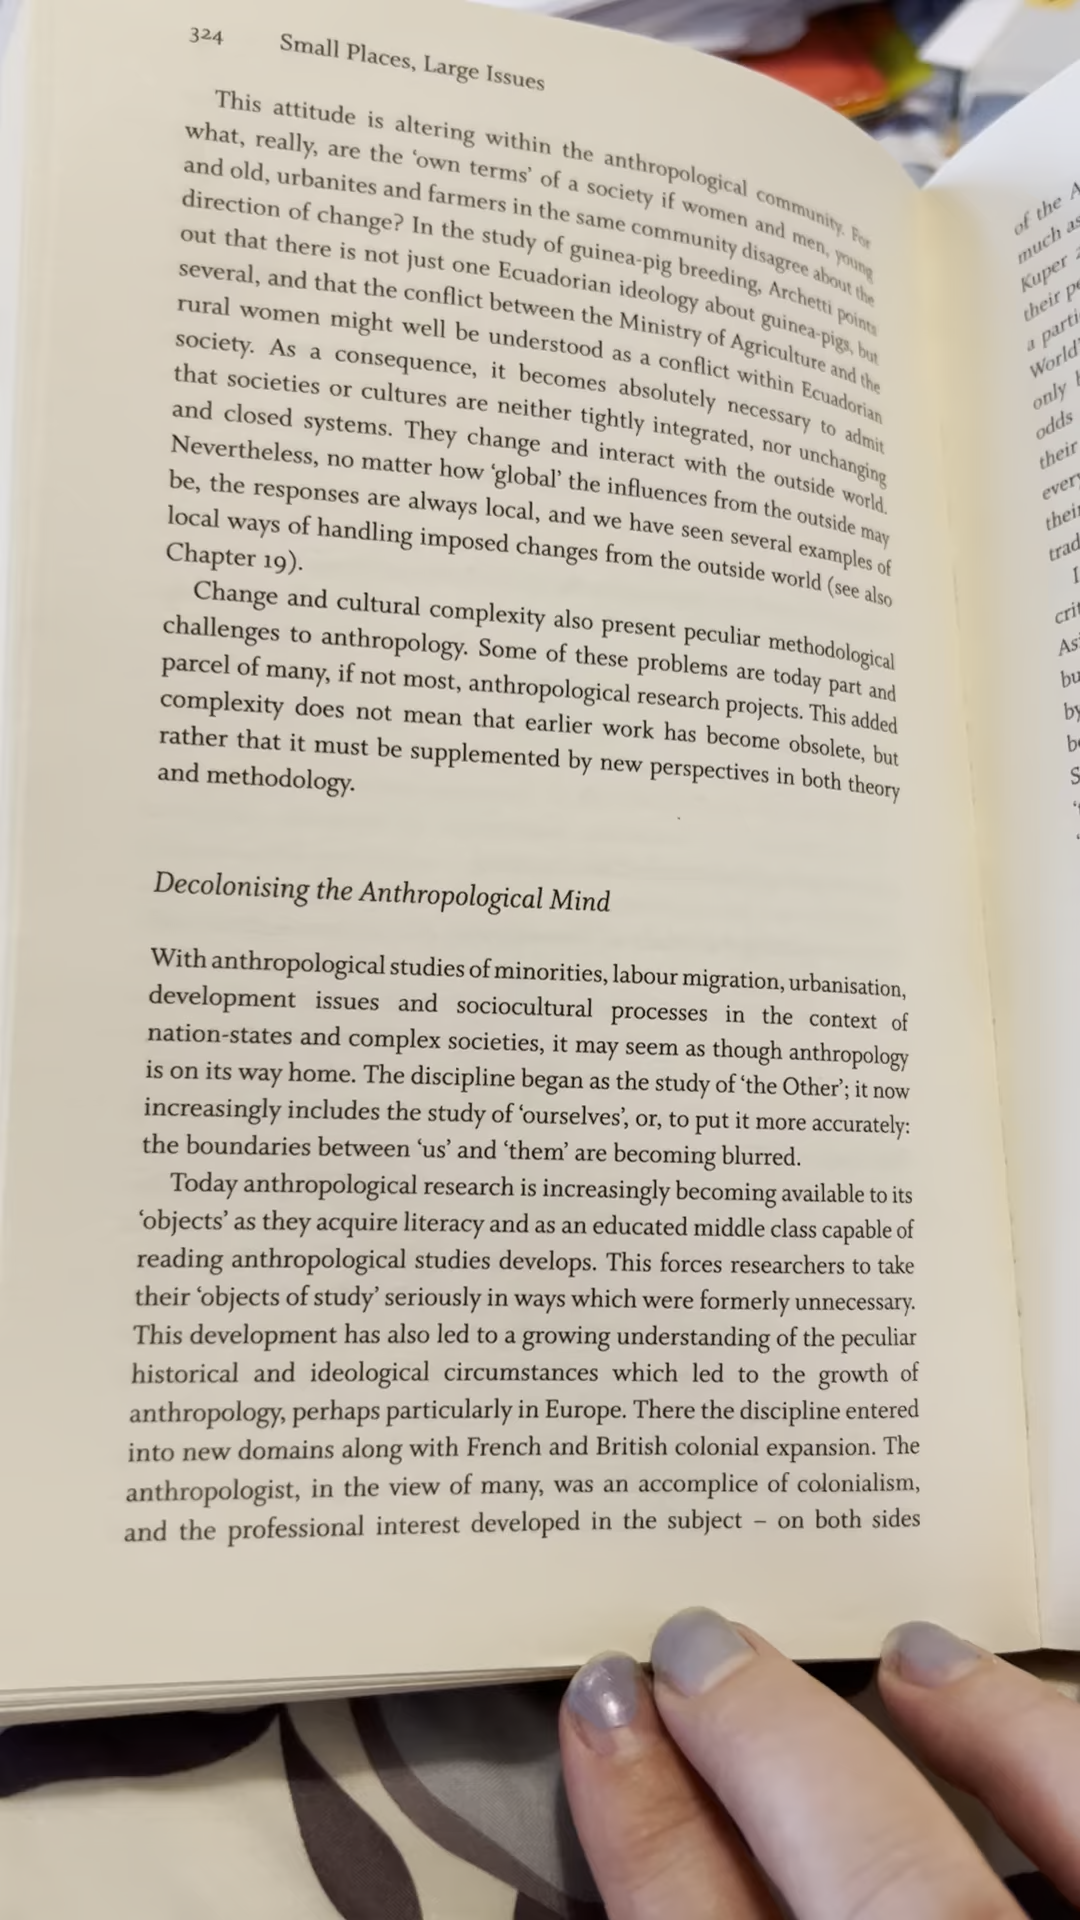 324 Small Places, Large Issues
This attitude is altering within the anthropological community. For
what, really, are the ‘own terms’ of a society if women and men, young
and old, urbanites and farmers in the same community disagree about the
direction of change? In the study of guinea-pig breeding, Archetti points
out that there is not just one Ecuadorian ideology about guinea-pigs, but
several, and that the conflict between the Ministry of Agriculture and the
rural women might well be understood as a conflict within Ecuadorian
society. As a consequence, it becomes absolutely necessary to admit
that societies or cultures are neither tightly integrated, nor unchanging
and closed systems. They change and interact with the outside world.
Nevertheless, no matter how ‘global’ the influences from the outside may
be, the responses are always local, and we have seen several examples of
local ways of handling imposed changes from the outside world (see also
Chapter 19).
Change and cultural complexity also present peculiar methodological
challenges to anthropology. Some of these problems are today part and
parcel of many, if not most, anthropological research projects. This added
complexity does not mean that earlier work has become obsolete, but
rather that it must be supplemented by new perspectives in both theory
and methodology.
Decolonising the Anthropological Mind
With anthropological studies of minorities, labour migration, urbanisation,
development issues and sociocultural processes in the context of
nation-states and complex societies, it may seem as though anthropology
is on its way home. The discipline began as the study of ‘the Other’; it now
increasingly includes the study of ‘ourselves’, or, to put it more accurately:
the boundaries between ‘us’ and ‘them’ are becoming blurred.
Today anthropological research is increasingly becoming available to its
‘objects’ as they acquire literacy and as an educated middle class capable of
reading anthropological studies develops. This forces researchers to take
their ‘objects of study’ seriously in ways which were formerly unnecessary.
This development has also led to a growing understanding of the peculiar
historical and ideological circumstances which led to the growth of
anthropology, perhaps particularly in Europe. There the discipline entered
into new domains along with French and British colonial expansion. The
anthropologist, in the view of many, was an accomplice of colonialism,
and the professional interest developed in the subject – on both sides
of the
much as
Kuper
their
a
World’
only
odds
their